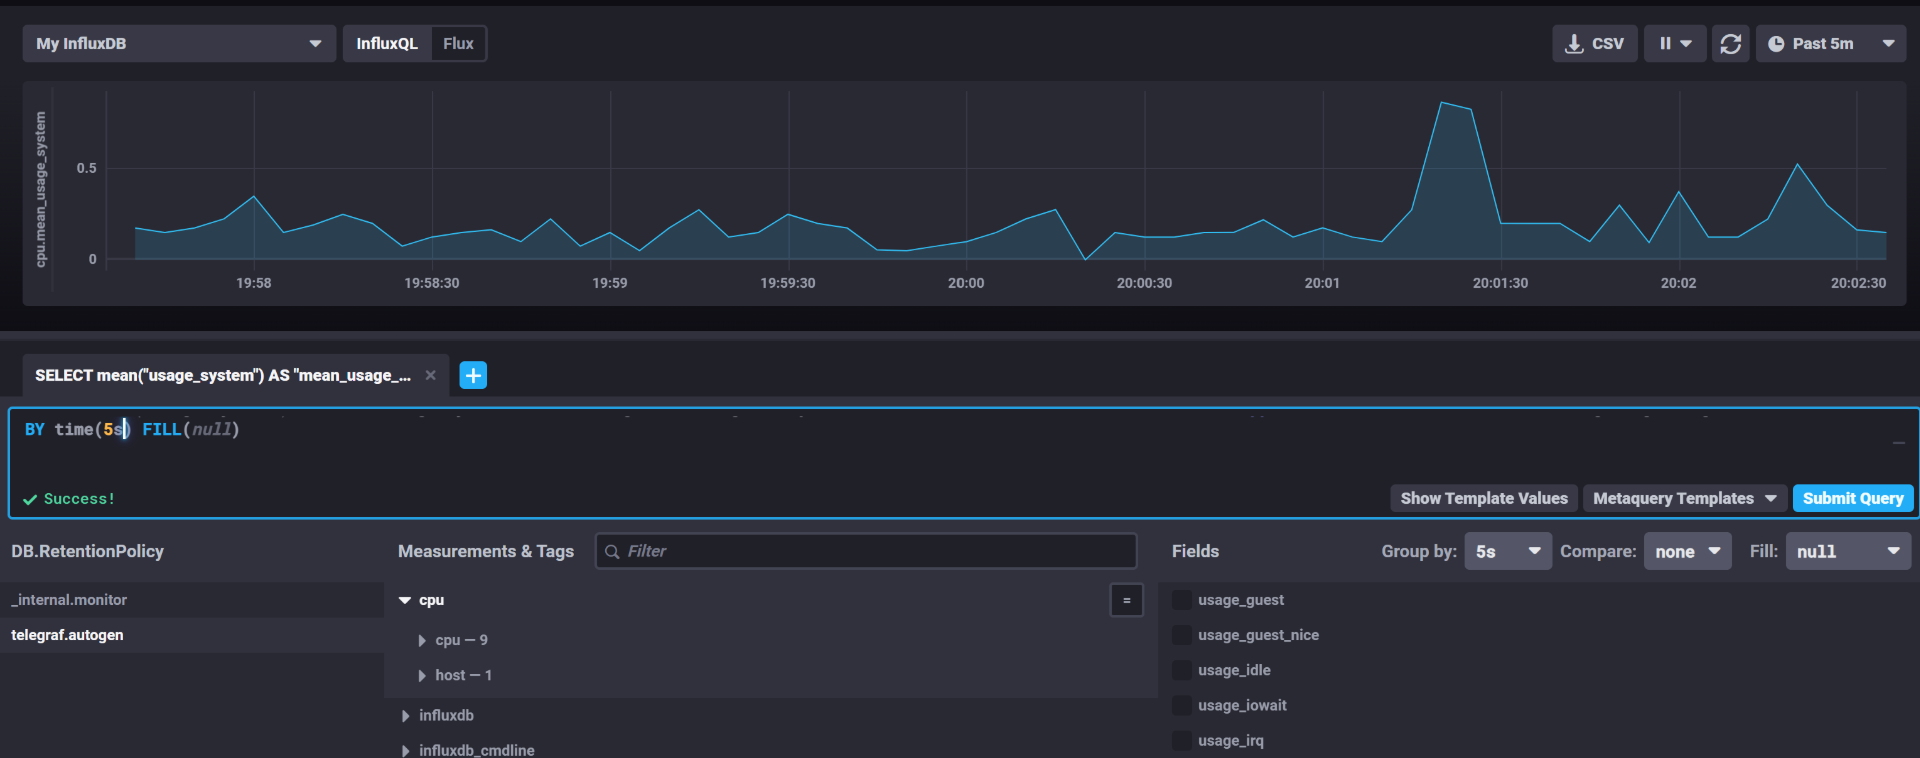 My InfluxDB InfluxQL Flux CSV Past 5m
cpu.mean_usage_system
0.5
0
19:58 19:58:30 19:59 19:59:30 20:00 20:00:30 20:01 20:01:30 20:02 20:02:30
SELECT mean("usage_system") AS "mean_usage_... × +
BY time(5s) FILL(null)
Success! Show Template Values Metaquery Templates Submit Query
DB.RetentionPolicy Measurements & Tags Filter Fields Group by: 5s Compare: none Fill: null
_internal.monitor cpu = usage_guest
telegraf.autogen cpu — 9 usage_guest_nice
host — 1 usage_idle
influxdb usage_iowait
influxdb_cmdline usage_irq